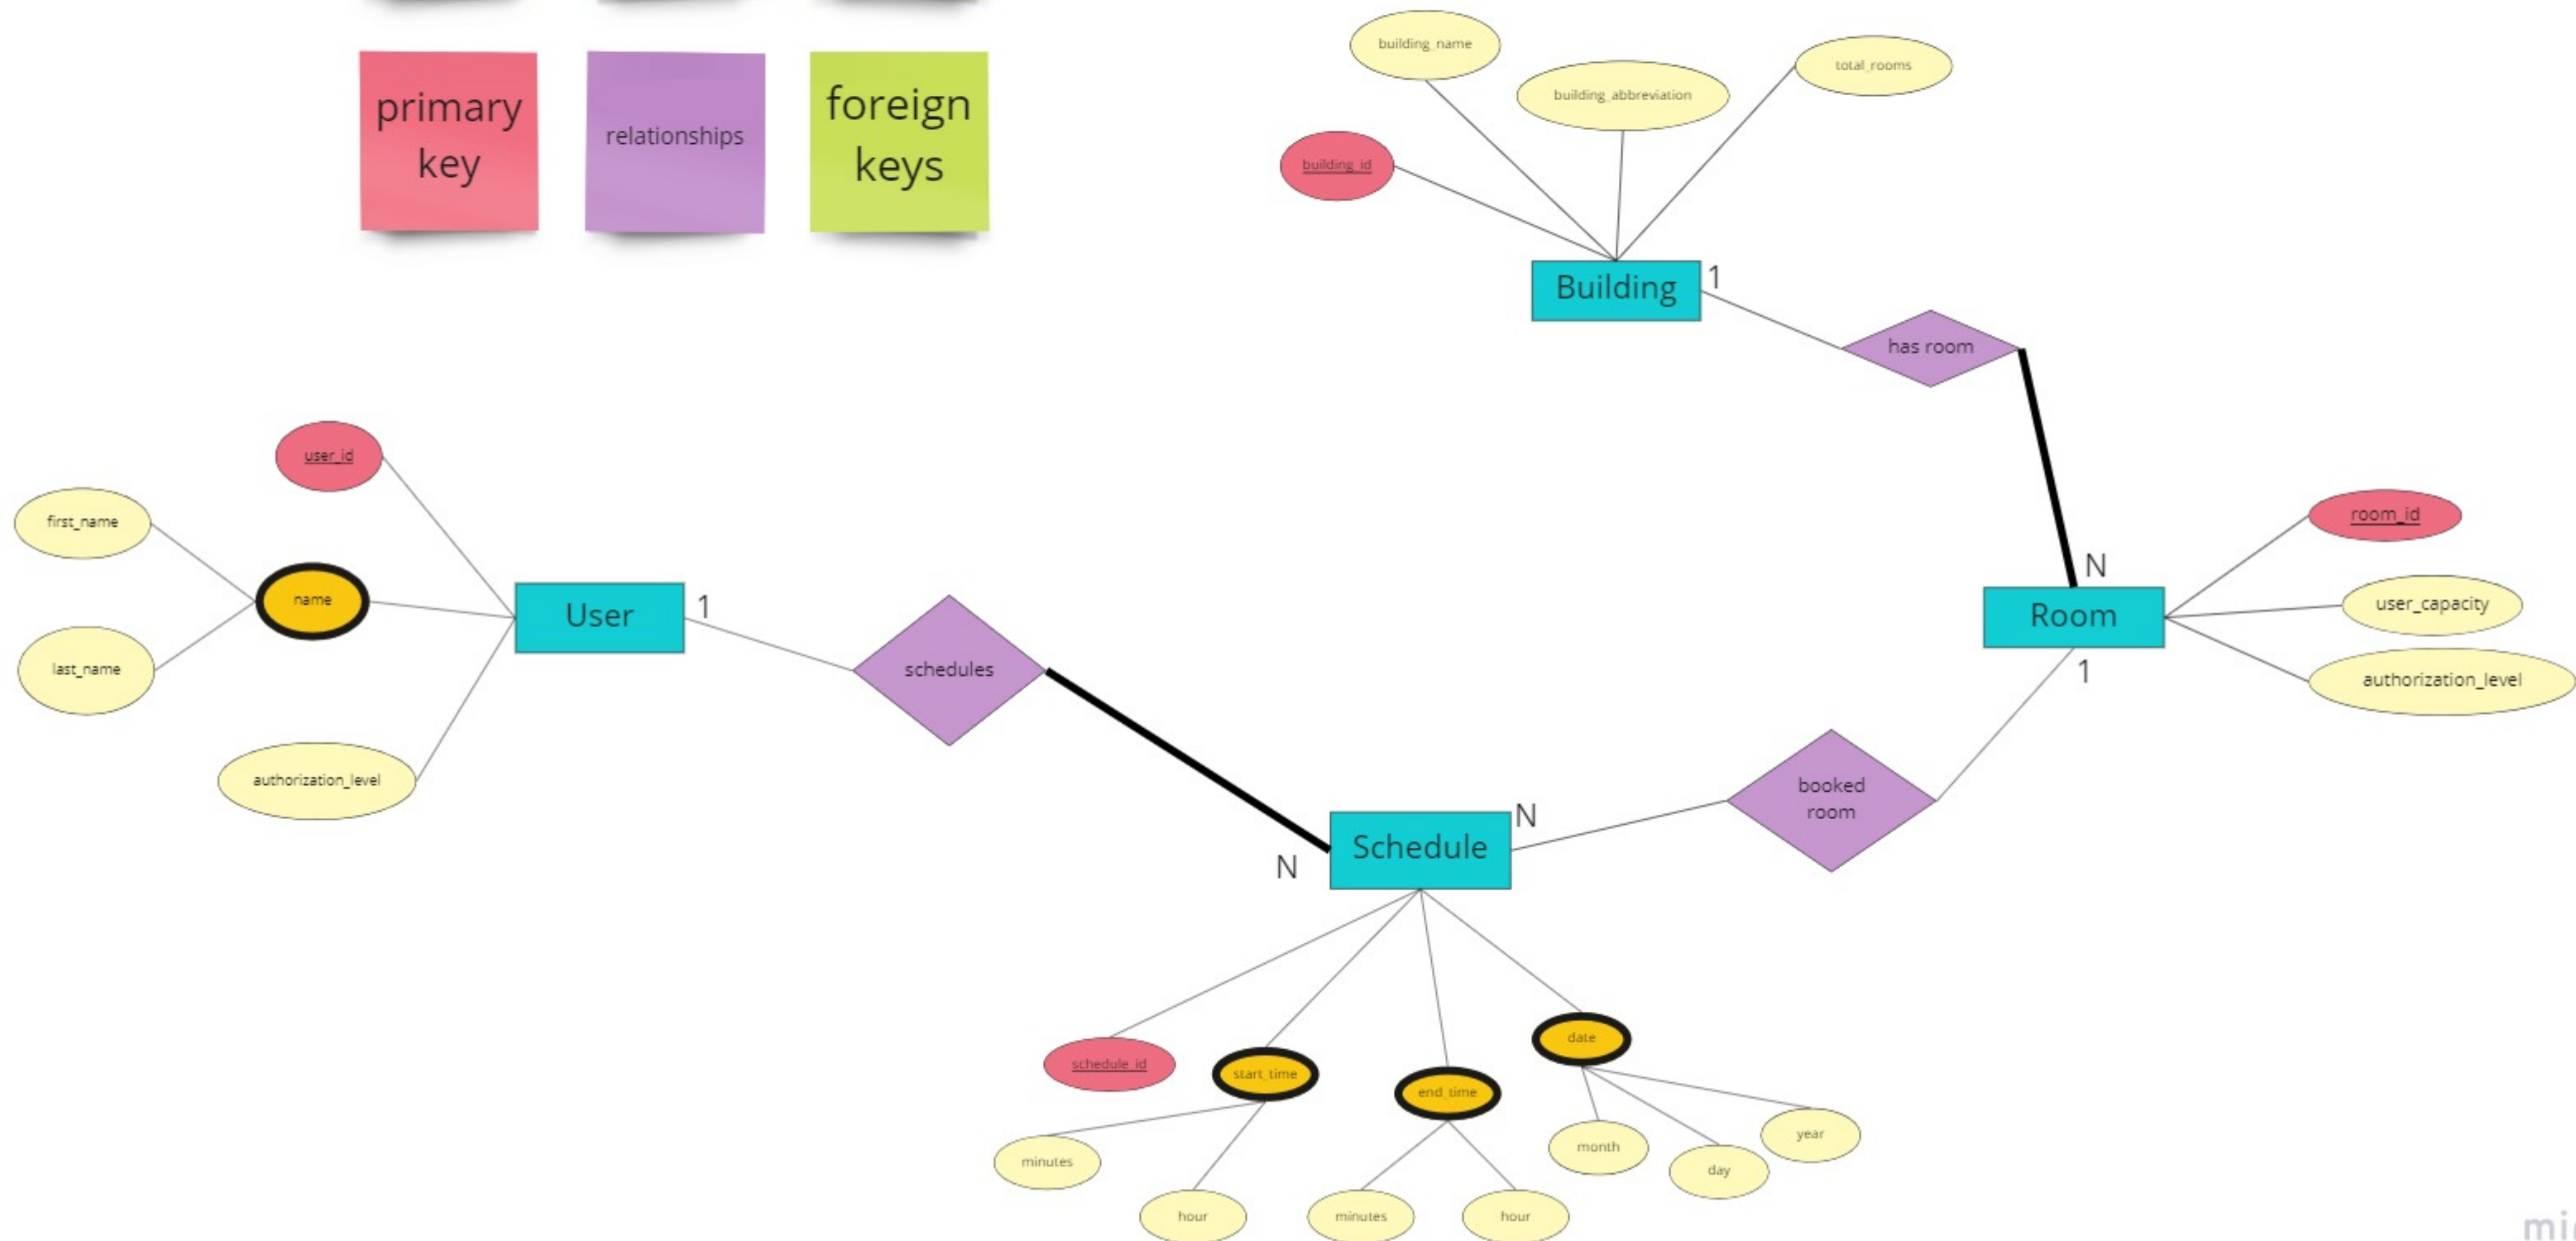 primary
key
relationships
foreign
keys
building_name
building_abbreviation
total_rooms
building_id
Building
1
has room
N
user_id
first_name
name
last_name
authorization_level
User
1
schedules
N
room_id
user_capacity
authorization_level
Room
1
booked
room
N
Schedule
schedule_id
start_time
end_time
date
minutes
hour
minutes
hour
month
day
year